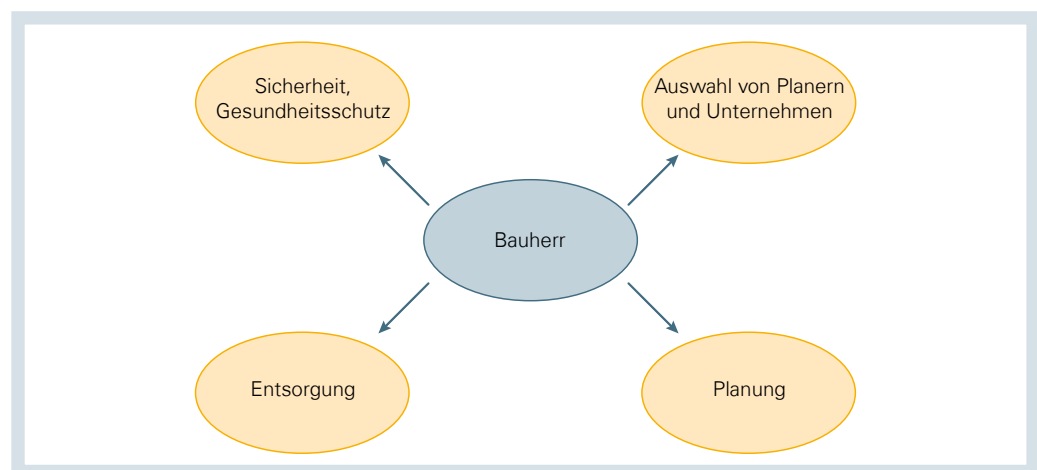 Sicherheit,
Gesundheitsschutz
Auswahl von Planern
und Unternehmen
Bauherr
Entsorgung
Planung